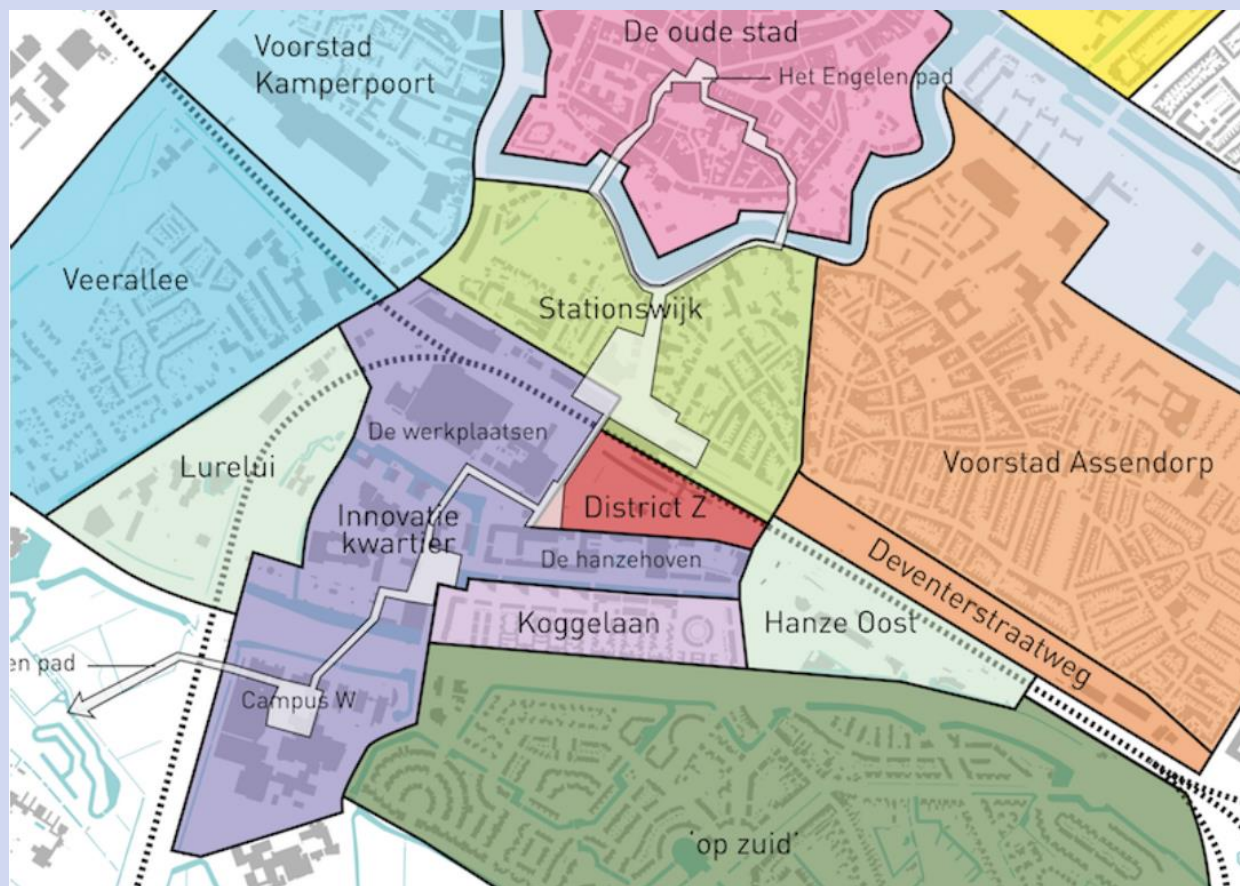 De oude stad
Voorstad
Kamperpoort
Het Engelen pad
Veerallee
Stationswijk
De werkplaatsen
Voorstad Assendorp
Lurelui
District Z
Innovatie
kwartier
De hanzehoven
Deventerstraatweg
Koggelaan
Hanze Oost
en pad
Campus W
'op zuid'